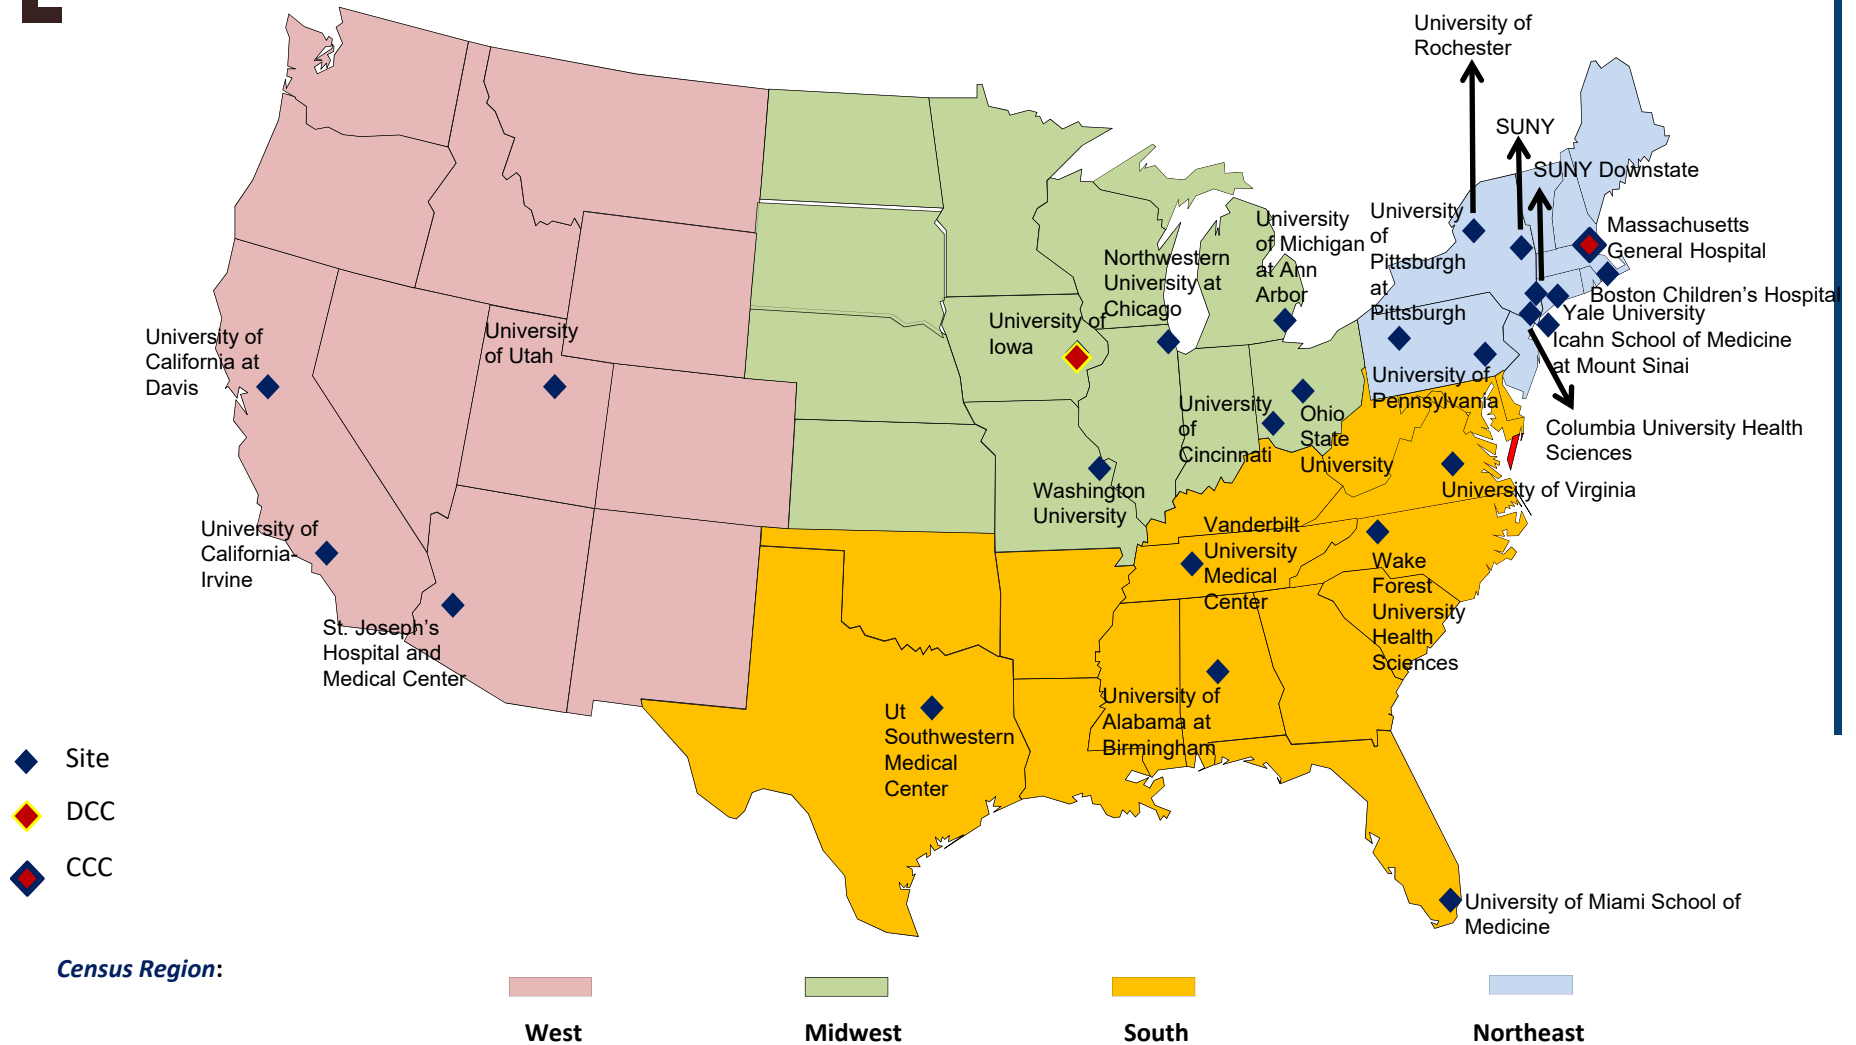 University of
Rochester
SUNY
SUNY Downstate
University
of
Pittsburgh
at
Pittsburgh
Massachusetts
General Hospital
University
of Michigan
at Ann
Arbor
Northwestern
University at
Chicago
Boston Children's Hospital
Yale University
Icahn School of Medicine
at Mount Sinai
University of
Iowa
University
of Utah
University of
California at
Davis
University of
Pennsylvania
University
of
Cincinnati
Ohio
State
University
Columbia University Health
Sciences
Washington
University
University of Virginia
University of
California-
Irvine
Vanderbilt
University
Medical
Center
Wake
Forest
University
Health
Sciences
St. Joseph's
Hospital and
Medical Center
Ut
Southwestern
Medical
Center
University of
Alabama at
Birmingham
University of Miami School of
Medicine
Site
DCC
CCC
Census Region:
West
Midwest
South
Northeast